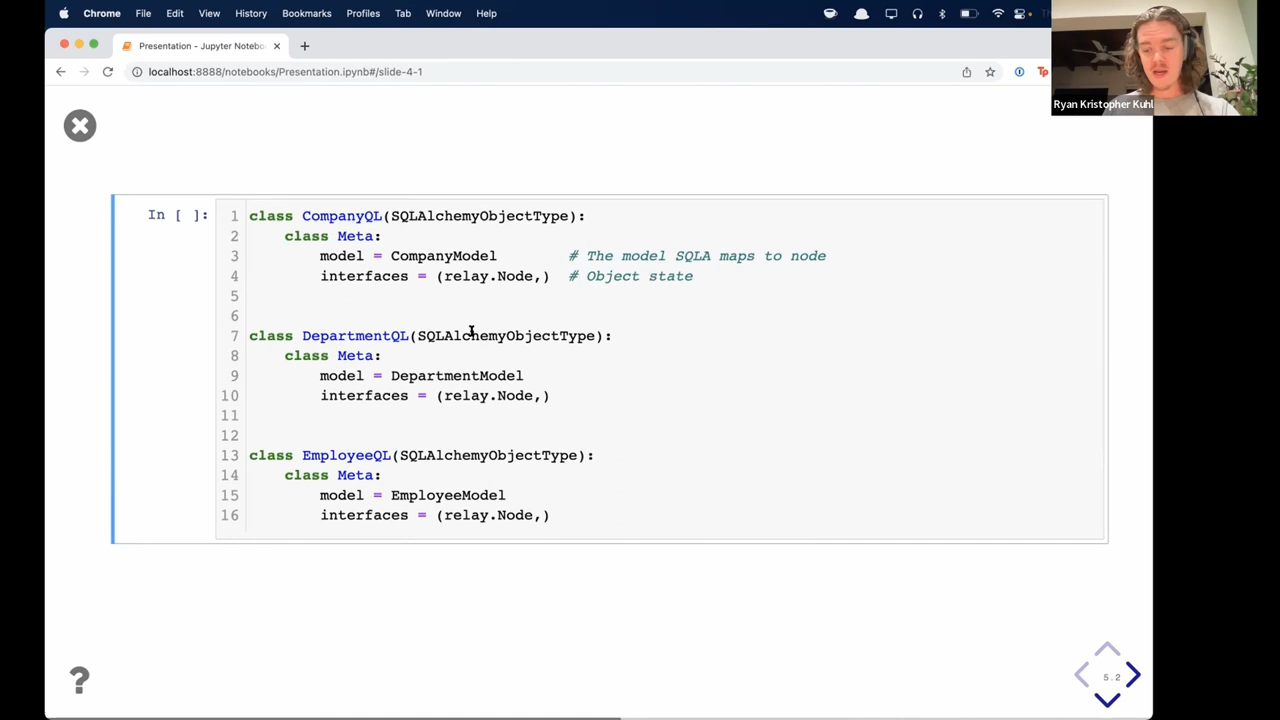 Chrome File Edit View History Bookmarks Profiles Tab Window Help
Presentation - Jupyter Notebo
localhost:8888/notebooks/Presentation.ipynb#/slide-4-1
Tp
Ryan Kristopher Kuhl
In [ ]:
1 class CompanyQL(SQLAlchemyObjectType):
2 class Meta:
3 model = CompanyModel # The model SQLA maps to node
4 interfaces = (relay.Node,) # Object state
5
6
7 class DepartmentQL(SQLAlchemyObjectType):
8 class Meta:
9 model = DepartmentModel
10 interfaces = (relay.Node,)
11
12
13 class EmployeeQL(SQLAlchemyObjectType):
14 class Meta:
15 model = EmployeeModel
16 interfaces = (relay.Node,)
?
5.2